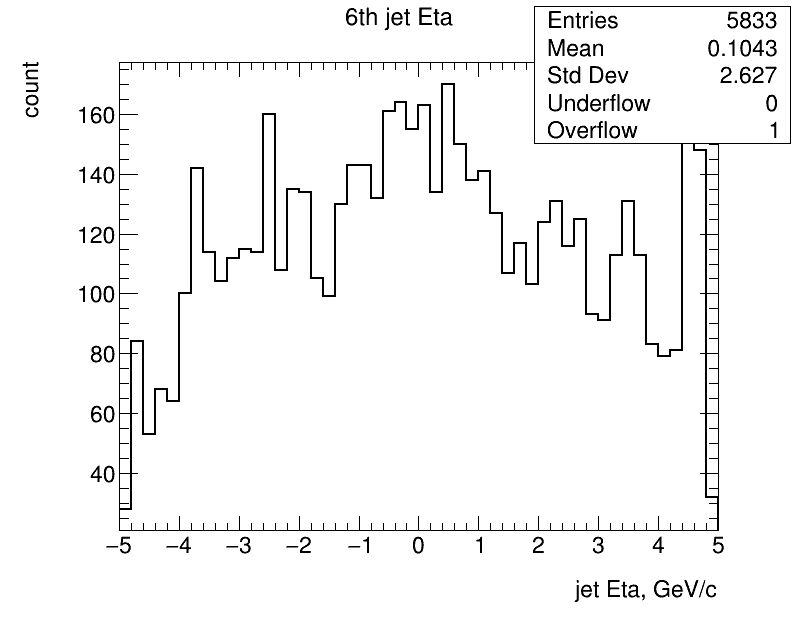 6th jet Eta
Entries 5833
Mean 0.1043
Std Dev 2.627
Underflow 0
Overflow 1
count
160
140
120
100
80
60
40
−5 −4 −3 −2 −1 0 1 2 3 4 5
jet Eta, GeV/c